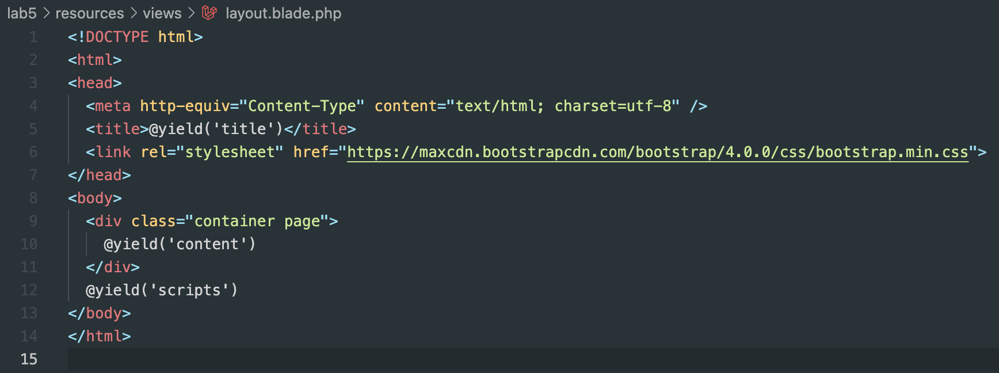 lab5 > resources > views > layout.blade.php
1 <!DOCTYPE html>
2 <html>
3 <head>
4 <meta http-equiv="Content-Type" content="text/html; charset=utf-8" />
5 <title>@yield('title')</title>
6 <link rel="stylesheet" href="https://maxcdn.bootstrapcdn.com/bootstrap/4.0.0/css/bootstrap.min.css">
7 </head>
8 <body>
9 <div class="container page">
10 @yield('content')
11 </div>
12 @yield('scripts')
13 </body>
14 </html>
15